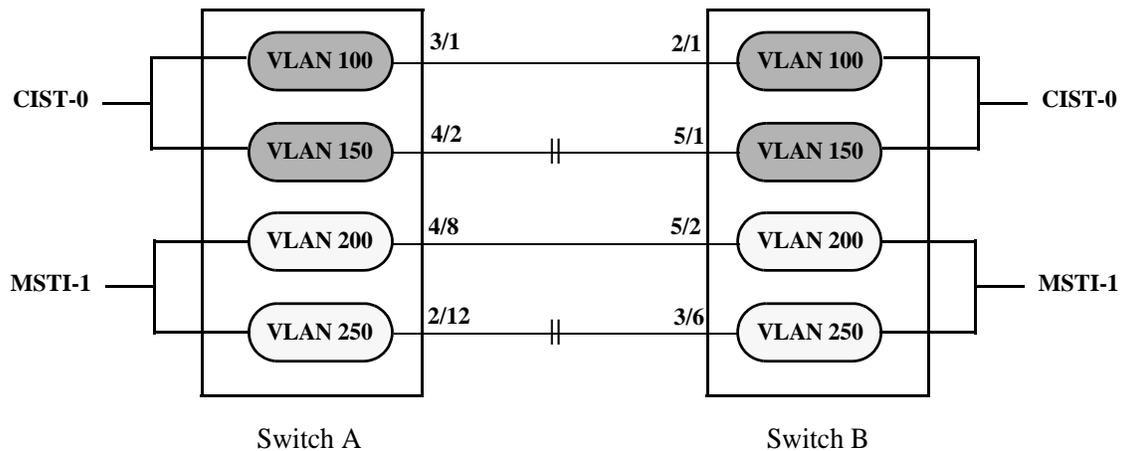 3/1 2/1
VLAN 100 VLAN 100
CIST-0 CIST-0
4/2 5/1
VLAN 150 VLAN 150
4/8 5/2
VLAN 200 VLAN 200
MSTI-1 MSTI-1
2/12 3/6
VLAN 250 VLAN 250
Switch A Switch B